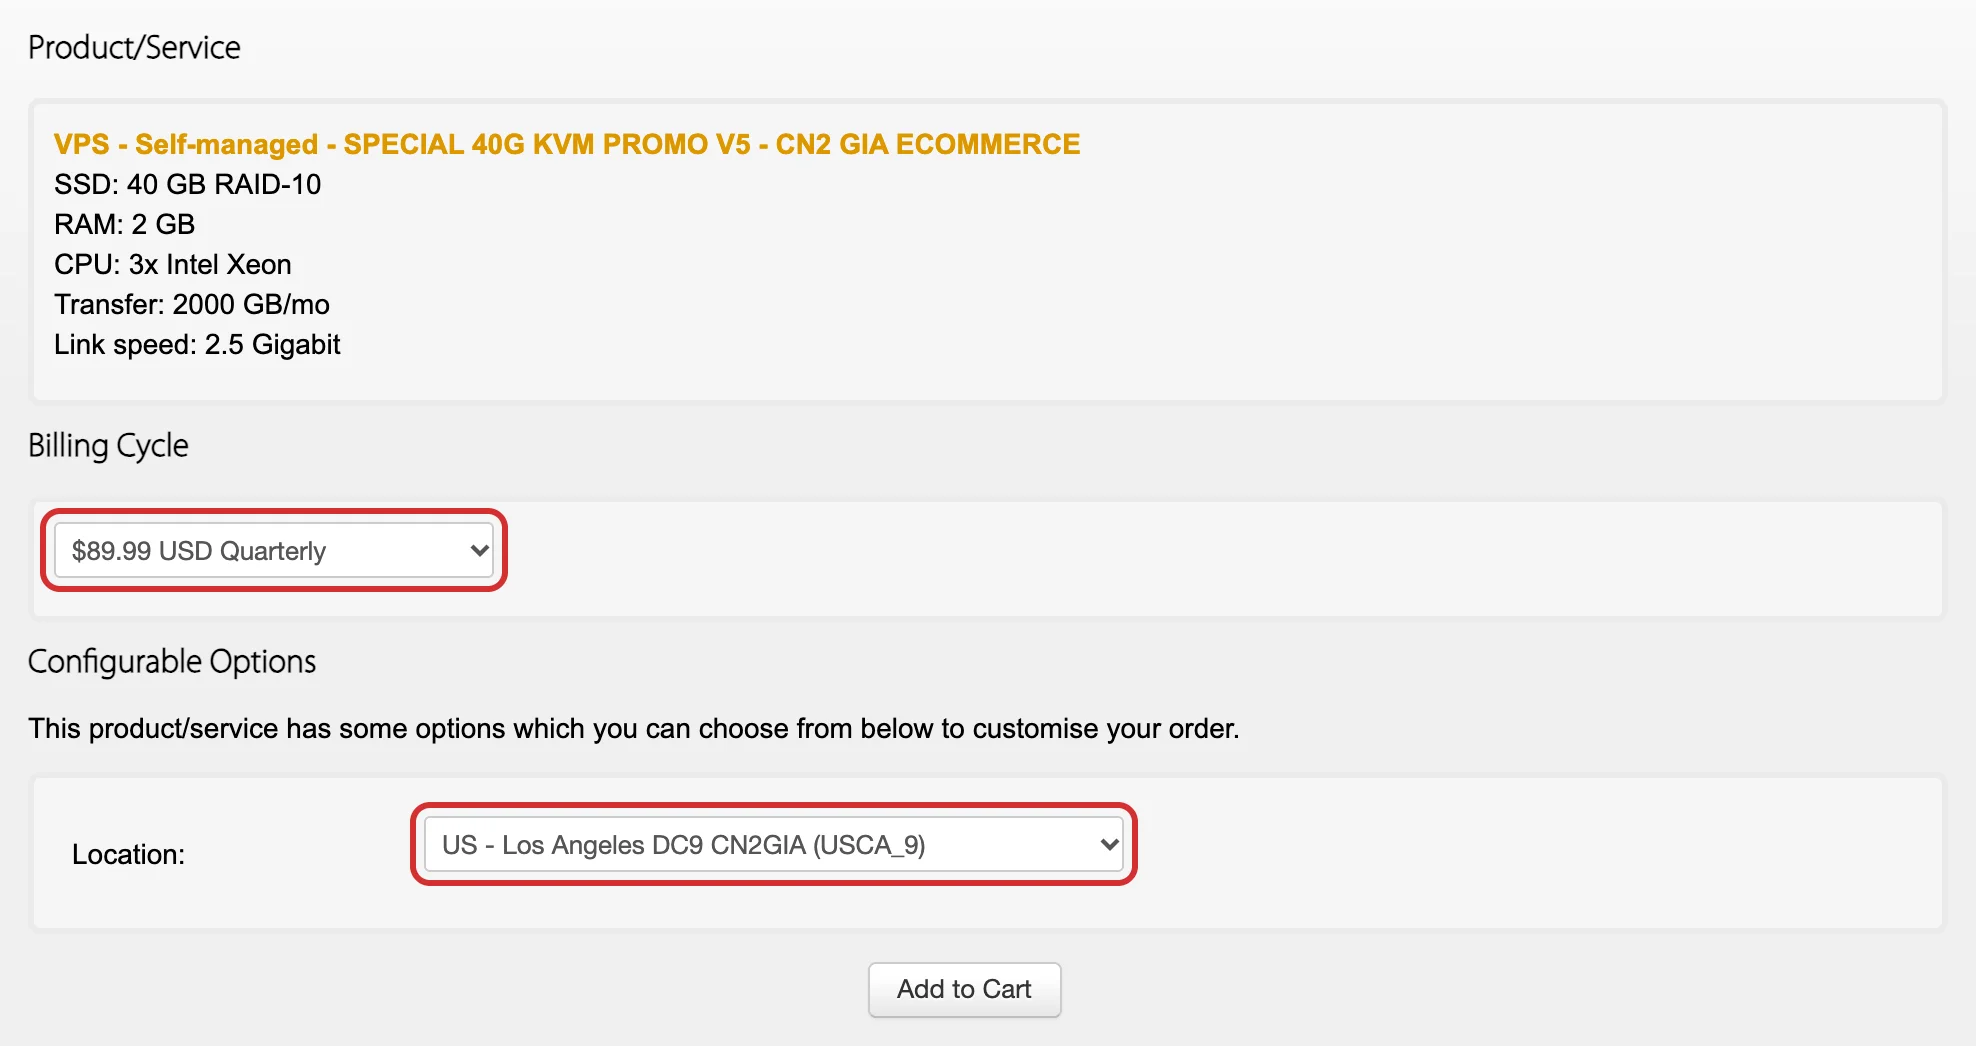 Product/Service
VPS - Self-managed - SPECIAL 40G KVM PROMO V5 - CN2 GIA ECOMMERCE
SSD: 40 GB RAID-10
RAM: 2 GB
CPU: 3x Intel Xeon
Transfer: 2000 GB/mo
Link speed: 2.5 Gigabit
Billing Cycle
$89.99 USD Quarterly
Configurable Options
This product/service has some options which you can choose from below to customise your order.
Location: US - Los Angeles DC9 CN2GIA (USCA_9)
Add to Cart